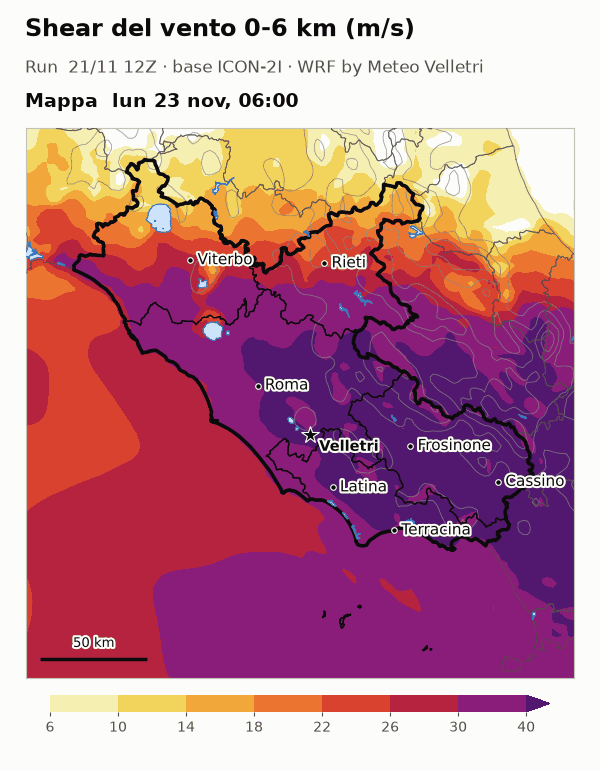 Shear del vento 0-6 km (m/s)
Run  21/11 12Z · base ICON-2I · WRF by Meteo Velletri
Mappa  lun 23 nov, 06:00
Viterbo
Rieti
Roma
Velletri
Frosinone
Latina
Cassino
Terracina
50 km
6 10 14 18 22 26 30 40